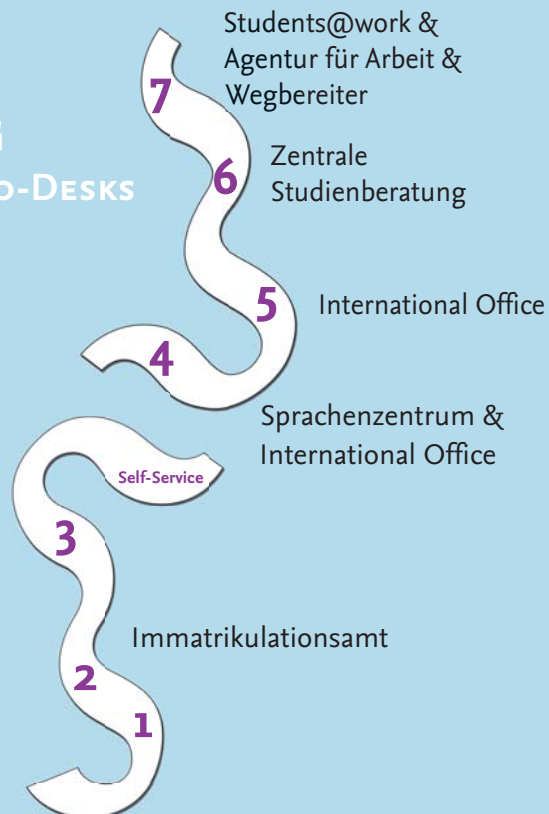 Students@work &
Agentur für Arbeit &
Wegbereiter
7
Zentrale
Studienberatung
6
-Desks
International Office
5
4
Sprachenzentrum &
International Office
Self-Service
3
Immatrikulationsamt
2
1